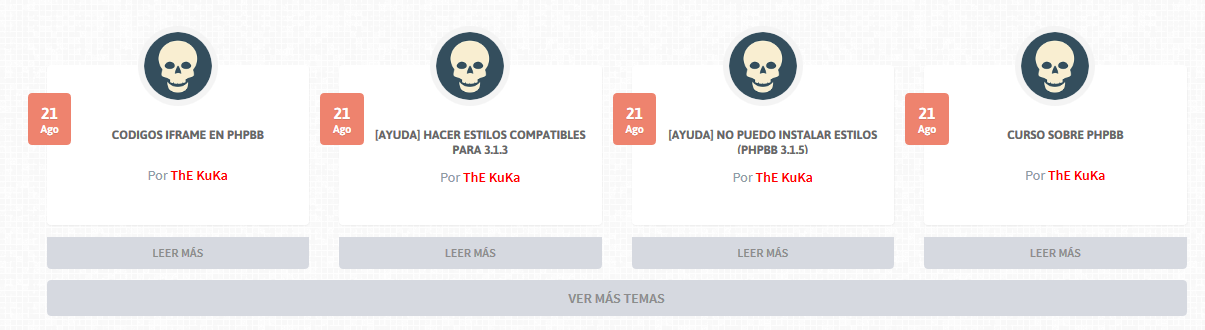 21
Ago
CODIGOS IFRAME EN PHPBB
Por ThE KuKa
LEER MÁS
21
Ago
[AYUDA] HACER ESTILOS COMPATIBLES
PARA 3.1.3
Por ThE KuKa
LEER MÁS
21
Ago
[AYUDA] NO PUEDO INSTALAR ESTILOS
(PHPBB 3.1.5)
Por ThE KuKa
LEER MÁS
21
Ago
CURSO SOBRE PHPBB
Por ThE KuKa
LEER MÁS
VER MÁS TEMAS